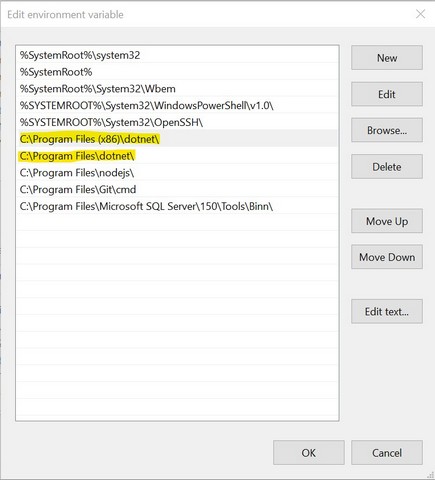 Edit environment variable
%SystemRoot%\system32
%SystemRoot%
%SystemRoot%\System32\Wbem
%SYSTEMROOT%\System32\WindowsPowerShell\v1.0\
%SYSTEMROOT%\System32\OpenSSH\
C:\Program Files (x86)\dotnet\
C:\Program Files\dotnet\
C:\Program Files\nodejs\
C:\Program Files\Git\cmd
C:\Program Files\Microsoft SQL Server\150\Tools\Binn\
New
Edit
Browse...
Delete
Move Up
Move Down
Edit text...
OK
Cancel